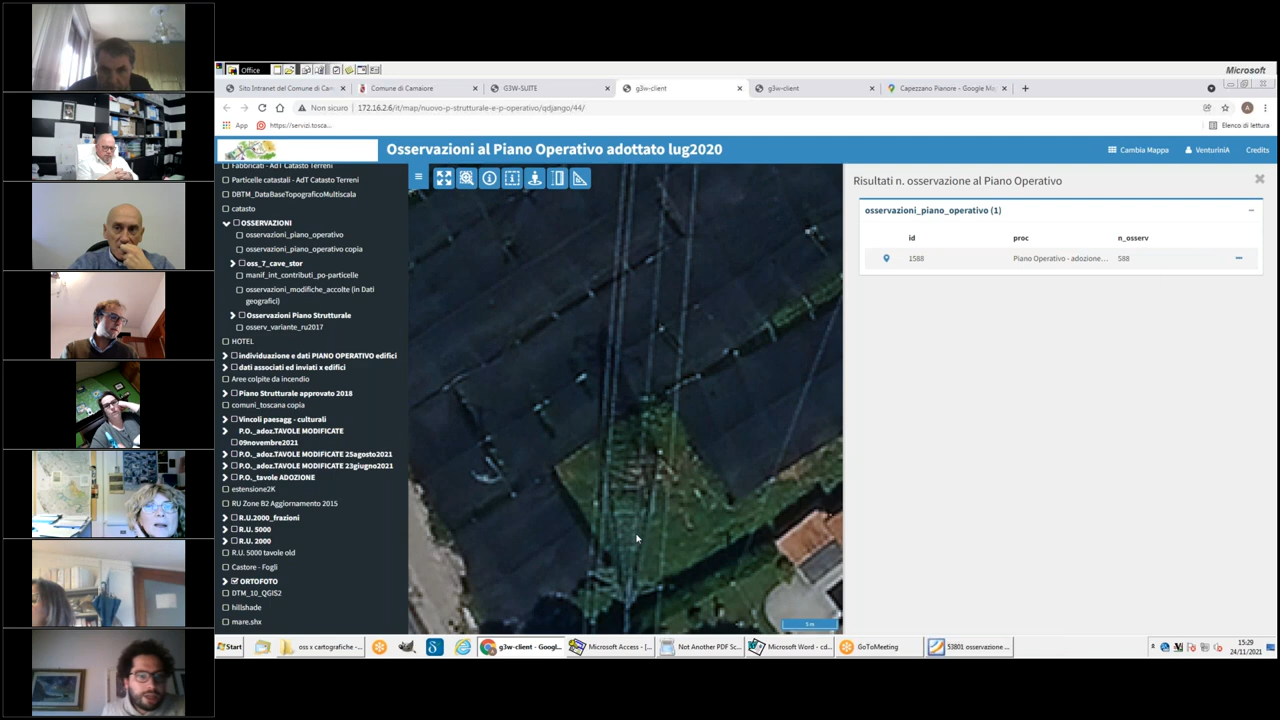 Office
Microsoft
Sito Intranet del Comune di Cam
Comune di Camaiore
G3W-SUITE
g3w-client
g3w-client
Capezzano Pianore - Google Ma
Non sicuro
172.16.2.6/it/map/nuovo-p-strutturale-e-p-operativo/qdjango/44/
App
https://servizi.tosca...
Elenco di lettura
Osservazioni al Piano Operativo adottato lug2020
Cambia Mappa
VenturiniA
Credits
Fabbricati - AdT Catasto Terreni
Particelle catastali - AdT Catasto Terreni
DBTM_DataBaseTopograficoMultiscala
catasto
OSSERVAZIONI
osservazioni_piano_operativo
osservazioni_piano_operativo copia
oss_7_cave_stor
manif_int_contributi_po-particelle
osservazioni_modifiche_accolte (in Dati
geografici)
Osservazioni Piano Strutturale
osserv_variante_ru2017
HOTEL
individuazione e dati PIANO OPERATIVO edifici
dati associati ed inviati x edifici
Aree colpite da incendio
Piano Strutturale approvato 2018
comuni_toscana copia
Vincoli paesagg - culturali
P.O._adoz.TAVOLE MODIFICATE
09novembre2021
P.O._adoz.TAVOLE MODIFICATE 25agosto2021
P.O._adoz.TAVOLE MODIFICATE 23giugno2021
P.O._tavole ADOZIONE
estensione2K
RU Zone B2 Aggiornamento 2015
R.U.2000_frazioni
R.U. 5000
R.U. 2000
R.U. 5000 tavole old
Castore - Fogli
ORTOFOTO
DTM_10_QGIS2
hillshade
mare.shx
5 m
Risultati n. osservazione al Piano Operativo
osservazioni_piano_operativo (1)
id proc n_osserv
1588 Piano Operativo - adozione... 588
Start
oss x cartografiche -...
g3w-client - Googl...
Microsoft Access - [...
Not Another PDF Sc...
Microsoft Word - cd...
GoToMeeting
53801 osservazione ...
15:29
24/11/2021